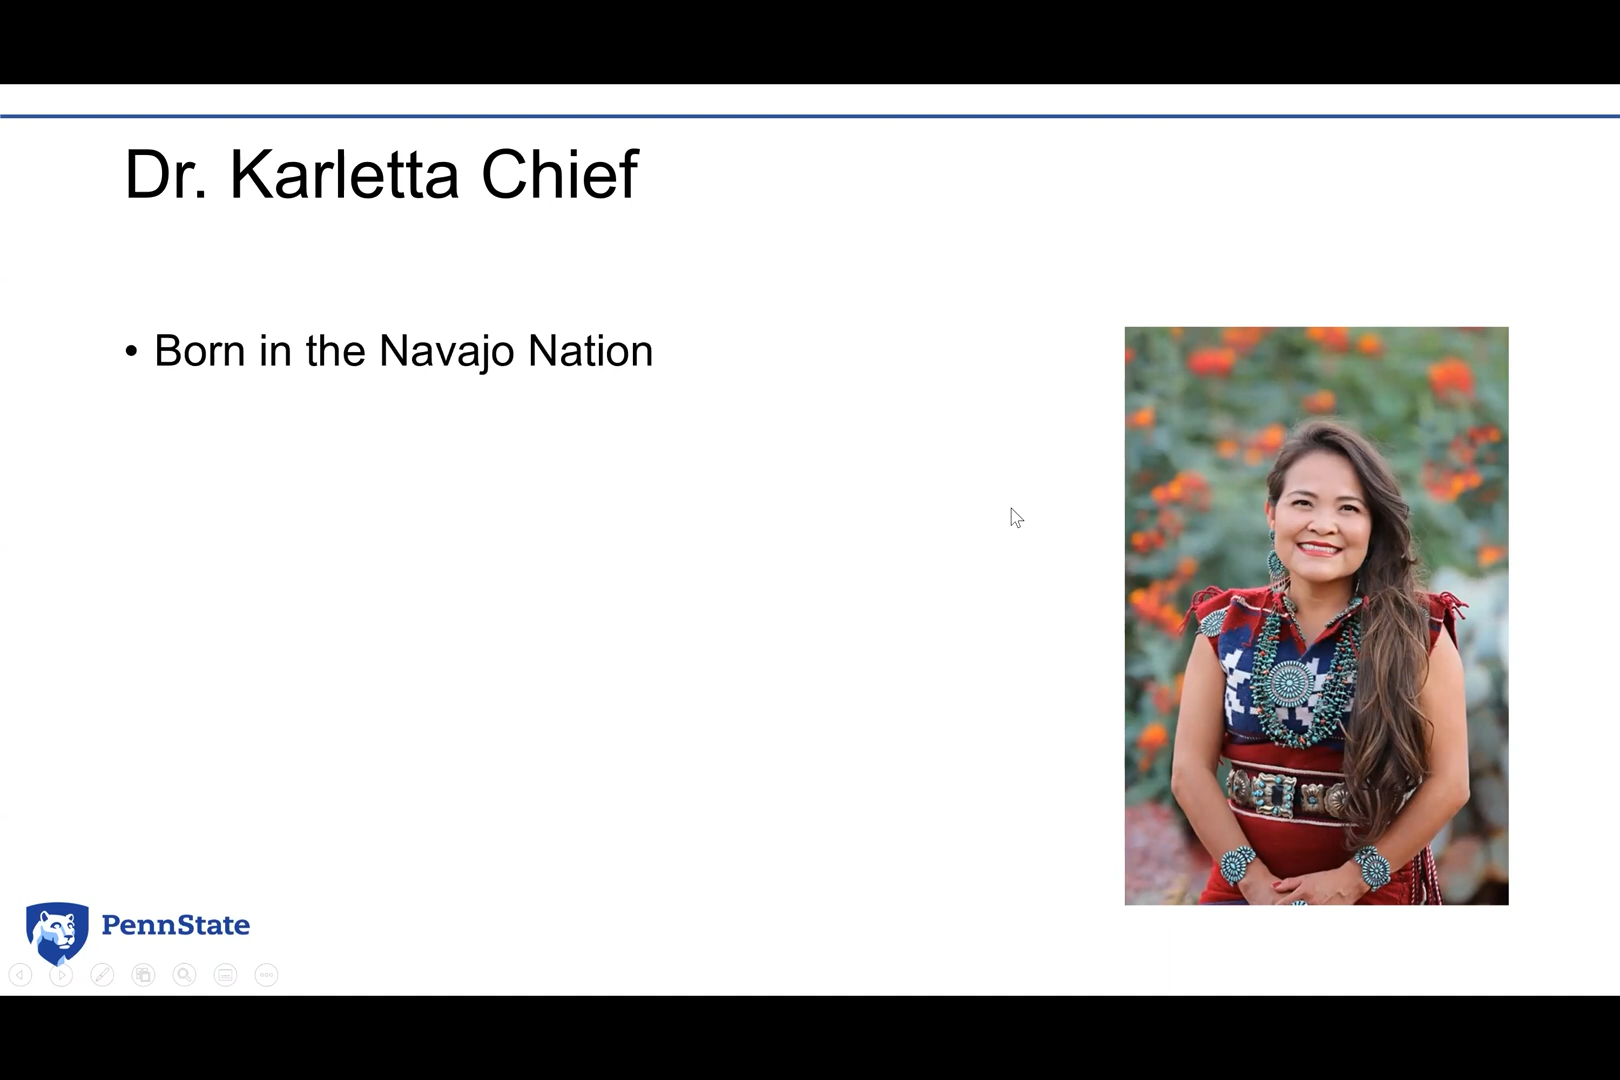 Dr. Karletta Chief
• Born in the Navajo Nation
PennState